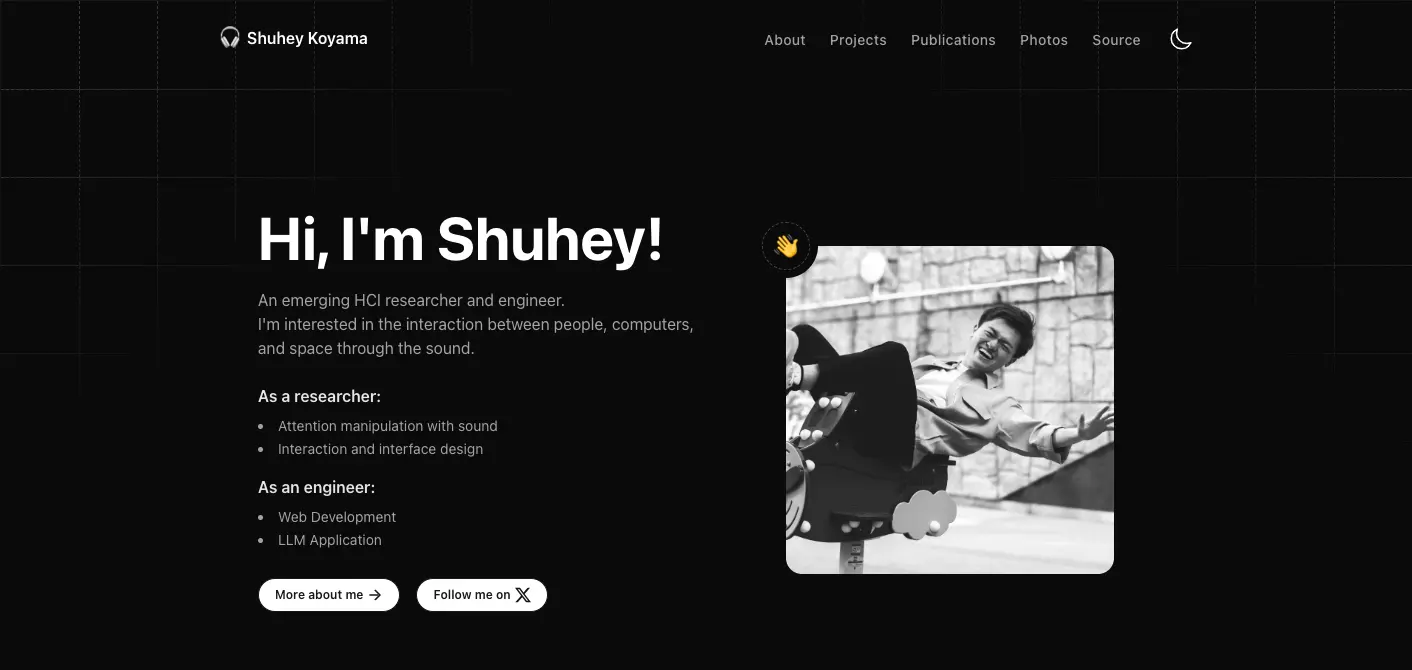 Shuhey Koyama
About
Projects
Publications
Photos
Source
Hi, I'm Shuhey!
An emerging HCI researcher and engineer.
I'm interested in the interaction between people, computers,
and space through the sound.
As a researcher:
Attention manipulation with sound
Interaction and interface design
As an engineer:
Web Development
LLM Application
More about me →
Follow me on X